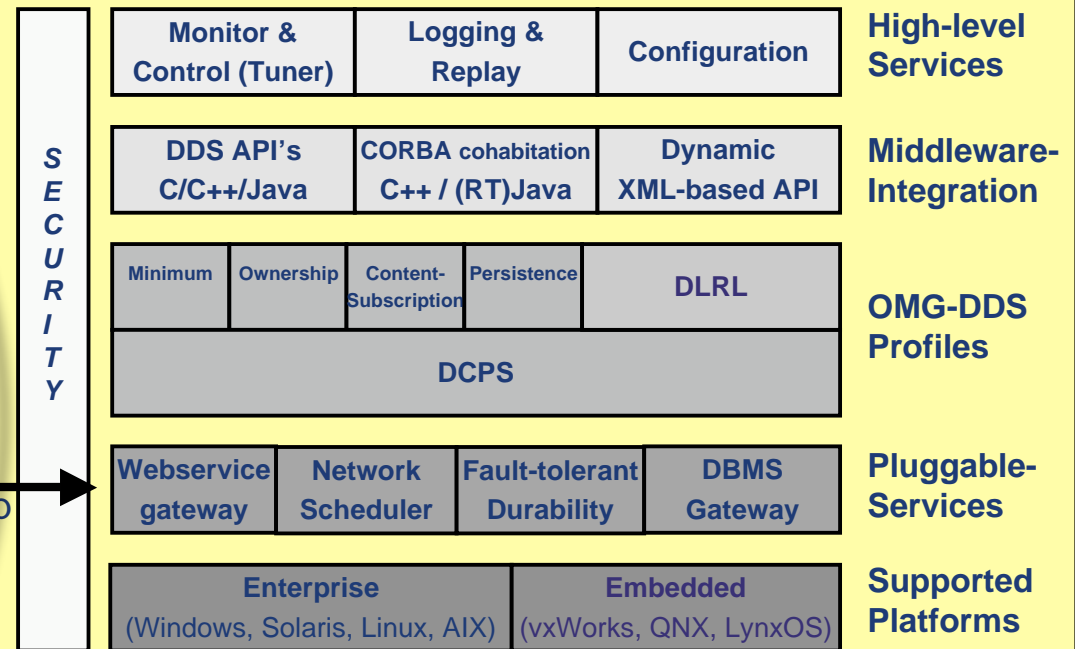 SECURITY
Monitor &
Control (Tuner)
Logging &
Replay
Configuration
High-level
Services
DDS API's
C/C++/Java
CORBA cohabitation
C++ / (RT)Java
Dynamic
XML-based API
Middleware-
Integration
Minimum
Ownership
Content-
Subscription
Persistence
DLRL
DCPS
OMG-DDS
Profiles
Webservice
gateway
Network
Scheduler
Fault-tolerant
Durability
DBMS
Gateway
Pluggable-
Services
Enterprise
(Windows, Solaris, Linux, AIX)
Embedded
(vxWorks, QNX, LynxOS)
Supported
Platforms